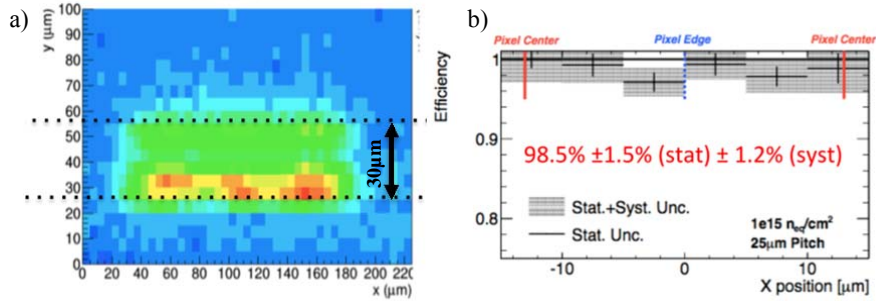 a)
y (µm)
100
90
80
70
60
50
40
30
20
10
0
0 20 40 60 80 100 120 140 160 180 200 220
x (µm)
30µm
b)
Pixel Center
Pixel Edge
Pixel Center
Efficiency
1
0.9
0.8
98.5% ±1.5% (stat) ± 1.2% (syst)
Stat.+Syst. Unc.
Stat. Unc.
1e15 neq/cm²
25µm Pitch
-10 0 10
X position [µm]